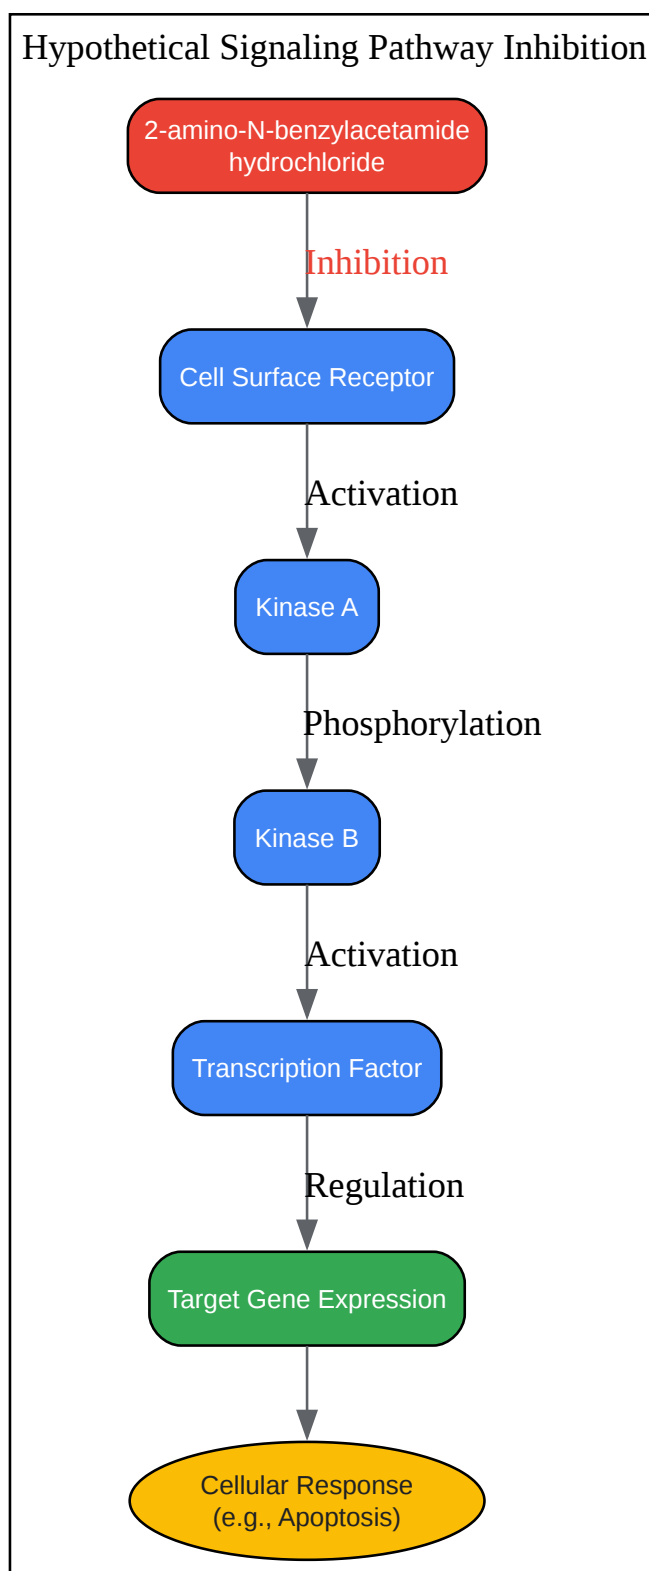 Hypothetical Signaling Pathway Inhibition
2-amino-N-benzylacetamide
hydrochloride
Inhibition
Cell Surface Receptor
Activation
Kinase A
Phosphorylation
Kinase B
Activation
Transcription Factor
Regulation
Target Gene Expression
Cellular Response
(e.g., Apoptosis)